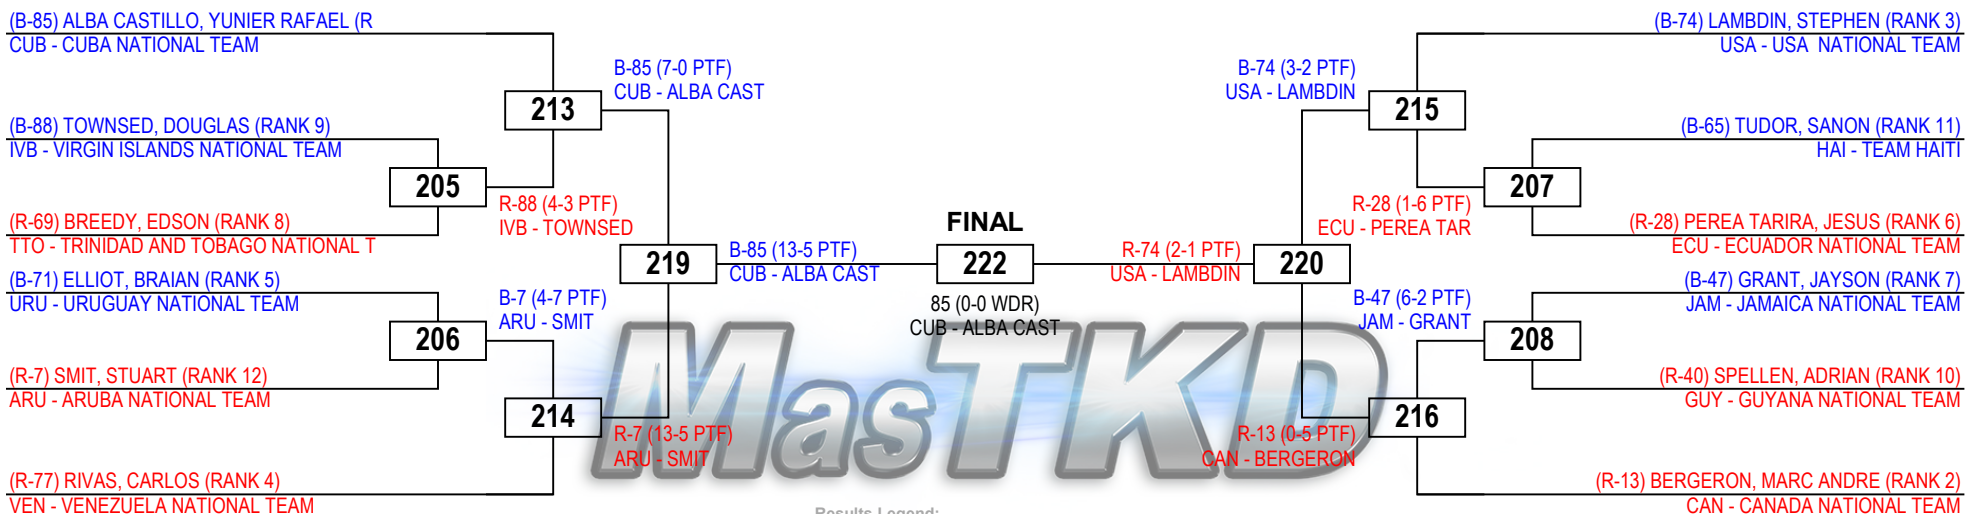 (B-85) ALBA CASTILLO, YUNIER RAFAEL (R
CUB - CUBA NATIONAL TEAM
(B-88) TOWNSED, DOUGLAS (RANK 9)
IVB - VIRGIN ISLANDS NATIONAL TEAM
(R-69) BREEDY, EDSON (RANK 8)
TTO - TRINIDAD AND TOBAGO NATIONAL T
(B-71) ELLIOT, BRAIAN (RANK 5)
URU - URUGUAY NATIONAL TEAM
(R-7) SMIT, STUART (RANK 12)
ARU - ARUBA NATIONAL TEAM
(R-77) RIVAS, CARLOS (RANK 4)
VEN - VENEZUELA NATIONAL TEAM
205
206
213
R-88 (4-3 PTF)
IVB - TOWNSED
B-7 (4-7 PTF)
ARU - SMIT
214
B-85 (7-0 PTF)
CUB - ALBA CAST
219
R-7 (13-5 PTF)
ARU - SMIT
B-85 (13-5 PTF)
CUB - ALBA CAST
FINAL
222
85 (0-0 WDR)
CUB - ALBA CAST
MasTKD
Results Legend:
R-74 (2-1 PTF)
USA - LAMBDIN
220
B-74 (3-2 PTF)
USA - LAMBDIN
R-13 (0-5 PTF)
CAN - BERGERON
215
R-28 (1-6 PTF)
ECU - PEREA TAR
B-47 (6-2 PTF)
JAM - GRANT
216
207
208
(B-74) LAMBDIN, STEPHEN (RANK 3)
USA - USA  NATIONAL TEAM
(B-65) TUDOR, SANON (RANK 11)
HAI - TEAM HAITI
(R-28) PEREA TARIRA, JESUS (RANK 6)
ECU - ECUADOR NATIONAL TEAM
(B-47) GRANT, JAYSON (RANK 7)
JAM - JAMAICA NATIONAL TEAM
(R-40) SPELLEN, ADRIAN (RANK 10)
GUY - GUYANA NATIONAL TEAM
(R-13) BERGERON, MARC ANDRE (RANK 2)
CAN - CANADA NATIONAL TEAM